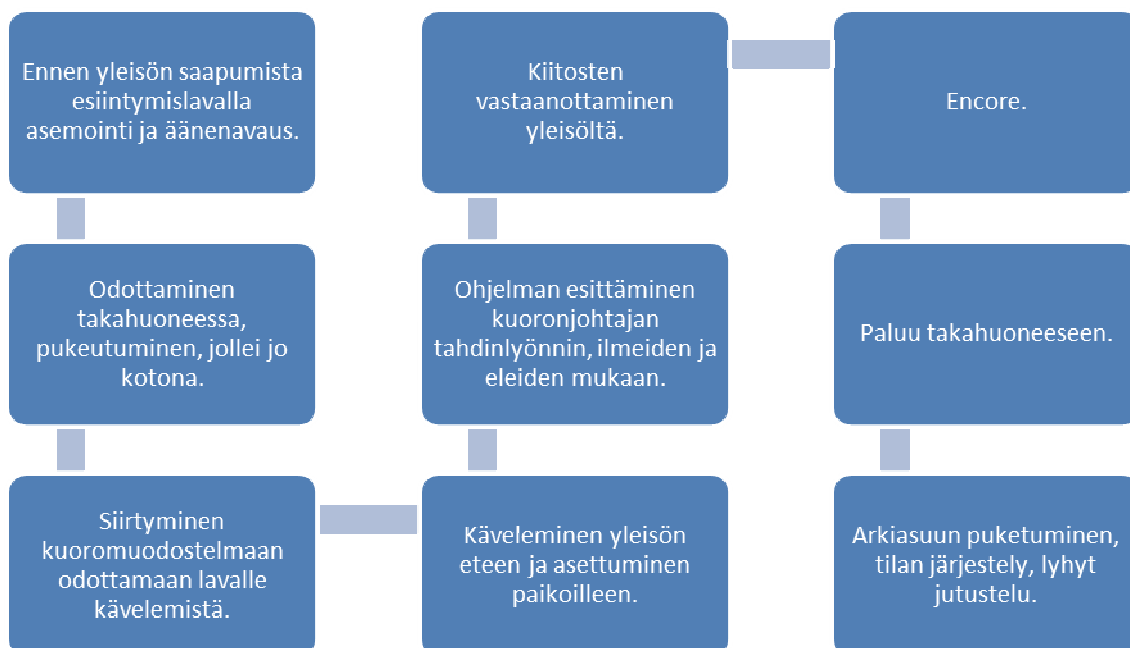 Ennen yleisön saapumista
esiintymislavalla
asemointi ja äänenavaus.
Odottaminen
takahuoneessa,
pukeutuminen, jollei jo
kotona.
Siirtyminen
kuoromuodostelmaan
odottamaan lavalle
kävelemistä.
Käveleminen yleisön
eteen ja asettuminen
paikoilleen.
Ohjelman esittäminen
kuoronjohtajan
tahdinlyönnin, ilmeiden ja
eleiden mukaan.
Kiitosten
vastaanottaminen
yleisöltä.
Encore.
Paluu takahuoneeseen.
Arkiasuun puketuminen,
tilan järjestely, lyhyt
jutustelu.